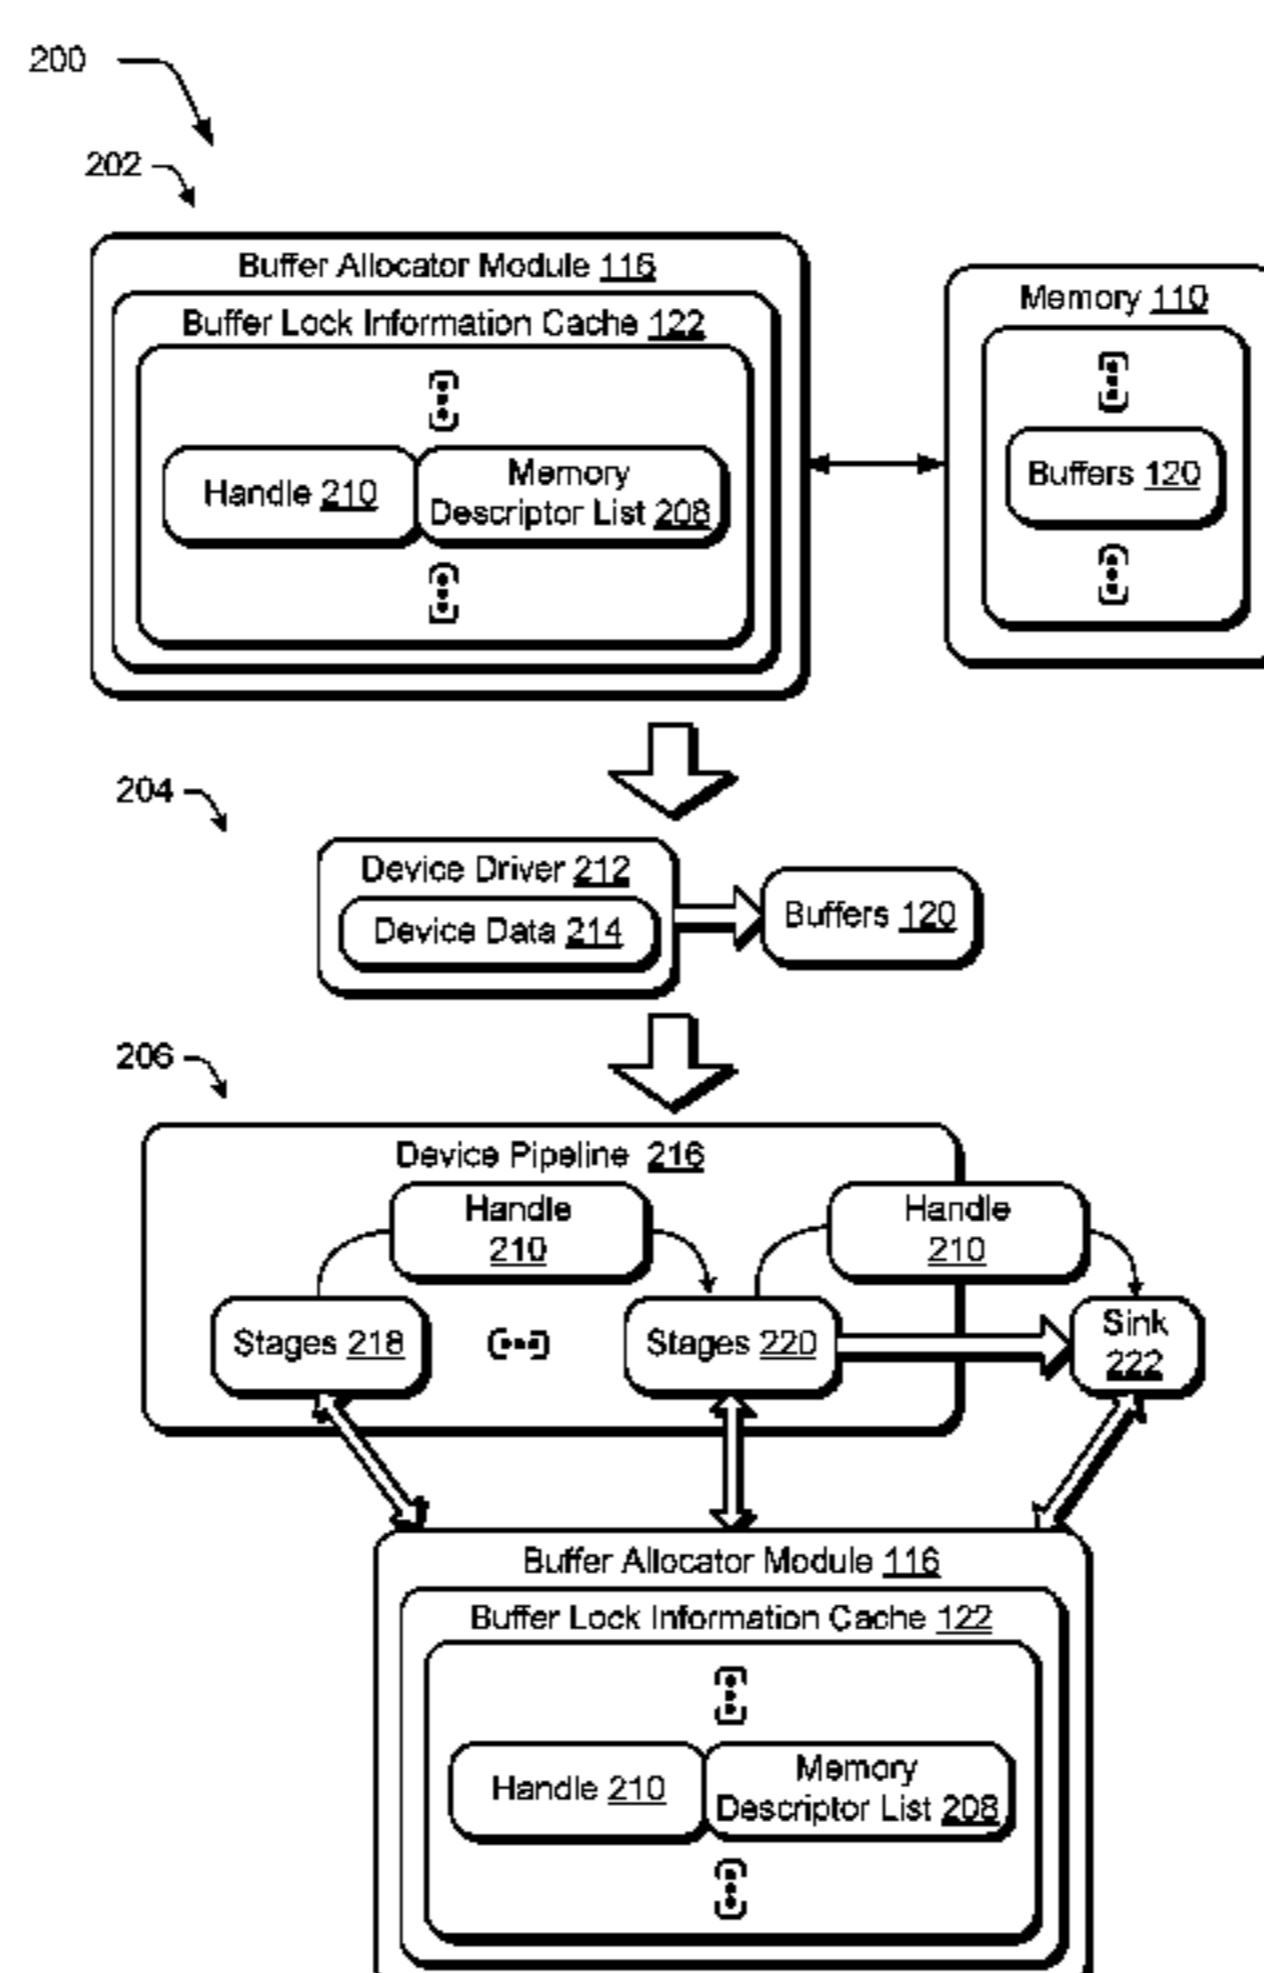 200
202
Buffer Allocator Module 116
Buffer Lock Information Cache 122
Handle 210
Memory
Descriptor List 208
Memory 110
Buffers 120
204
Device Driver 212
Device Data 214
Buffers 120
206
Device Pipeline 216
Handle
210
Handle
210
Stages 218
Stages 220
Sink
222
Buffer Allocator Module 116
Buffer Lock Information Cache 122
Handle 210
Memory
Descriptor List 208